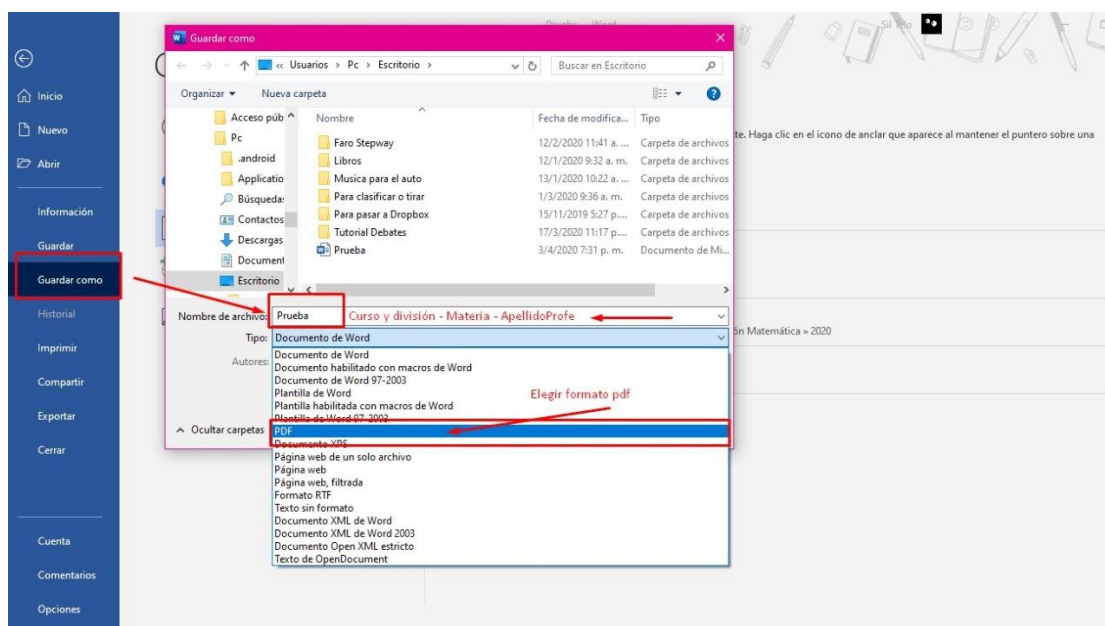 Prueba - Word
Sil
Guardar como
Usuarios > Pc > Escritorio >
Buscar en Escritorio
Inicio
Organizar
Nueva carpeta
Nuevo
Acceso púb
Nombre
Fecha de modifica...
Tipo
Pc
Faro Stepway
12/2/2020 11:41 a. ...
Carpeta de archivos
te. Haga clic en el icono de anclar que aparece al mantener el puntero sobre una
Abrir
.android
Libros
12/1/2020 9:32 a. m.
Carpeta de archivos
Applicatio
Musica para el auto
13/1/2020 10:22 a. ...
Carpeta de archivos
Búsquedas
Para clasificar o tirar
1/3/2020 9:36 a. m.
Carpeta de archivos
Información
Contactos
Para pasar a Dropbox
15/11/2019 5:27 p....
Carpeta de archivos
Descargas
Tutorial Debates
17/3/2020 11:17 p....
Carpeta de archivos
Guardar
Document
Prueba
3/4/2020 7:31 p. m.
Documento de Mi...
Guardar como
Escritorio
Historial
Nombre de archivo:
Prueba
Curso y división - Materia - ApellidoProfe
Tipo:
Documento de Word
ón Matemática » 2020
Imprimir
Autores:
Documento de Word
Documento habilitado con macros de Word
Documento de Word 97-2003
Compartir
Plantilla de Word
Elegir formato pdf
Plantilla habilitada con macros de Word
Exportar
Plantilla de Word 97-2003
Ocultar carpetas
PDF
Documento XPS
Cerrar
Página web de un solo archivo
Página web
Página web, filtrada
Formato RTF
Texto sin formato
Documento XML de Word
Documento XML de Word 2003
Cuenta
Documento Open XML estricto
Texto de OpenDocument
Comentarios
Opciones